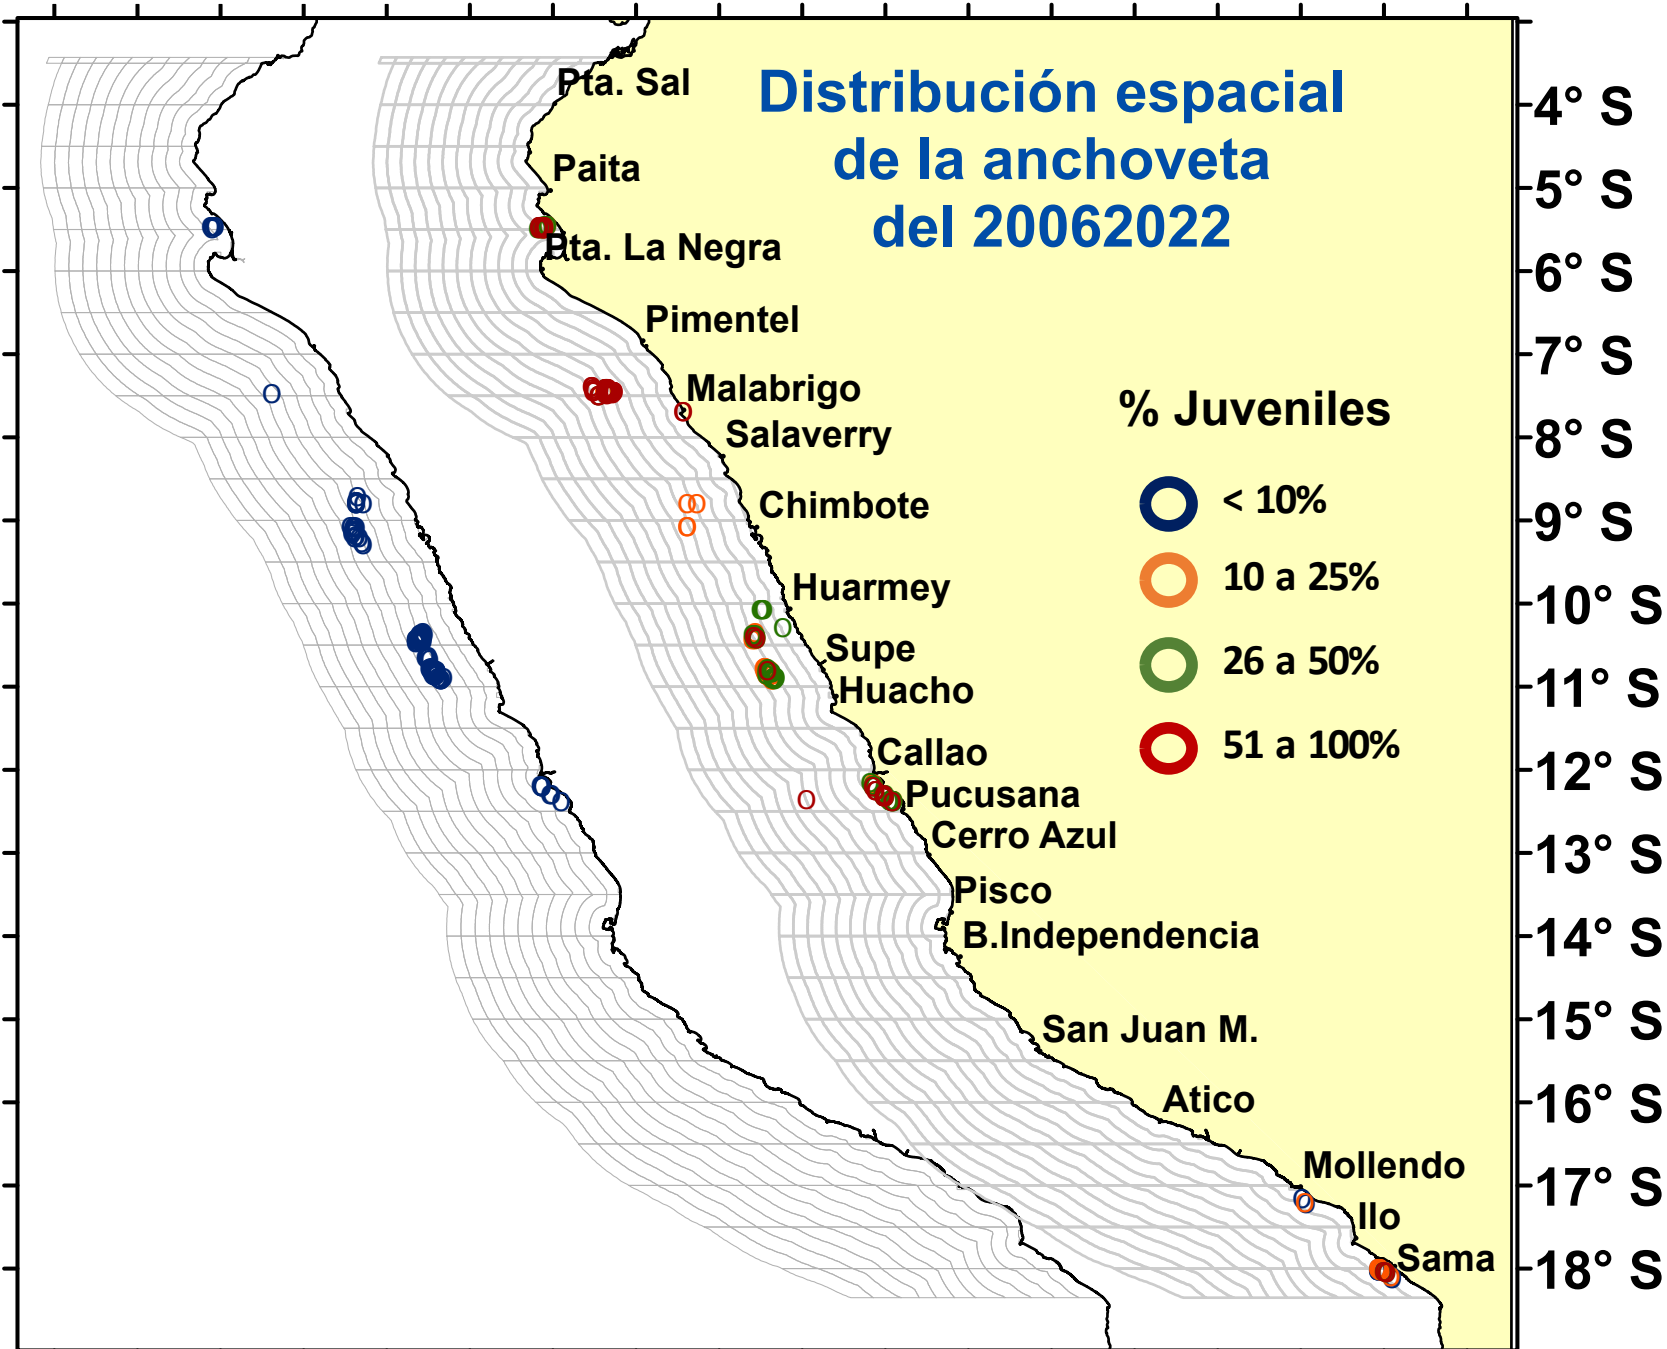 Distribución espacial
de la anchoveta
del 20062022
Pta. Sal
Paita
Pta. La Negra
Pimentel
Malabrigo
Salaverry
Chimbote
Huarmey
Supe
Huacho
Callao
Pucusana
Cerro Azul
Pisco
B.Independencia
San Juan M.
Atico
Mollendo
Ilo
Sama
% Juveniles
< 10%
10 a 25%
26 a 50%
51 a 100%
4° S
5° S
6° S
7° S
8° S
9° S
10° S
11° S
12° S
13° S
14° S
15° S
16° S
17° S
18° S